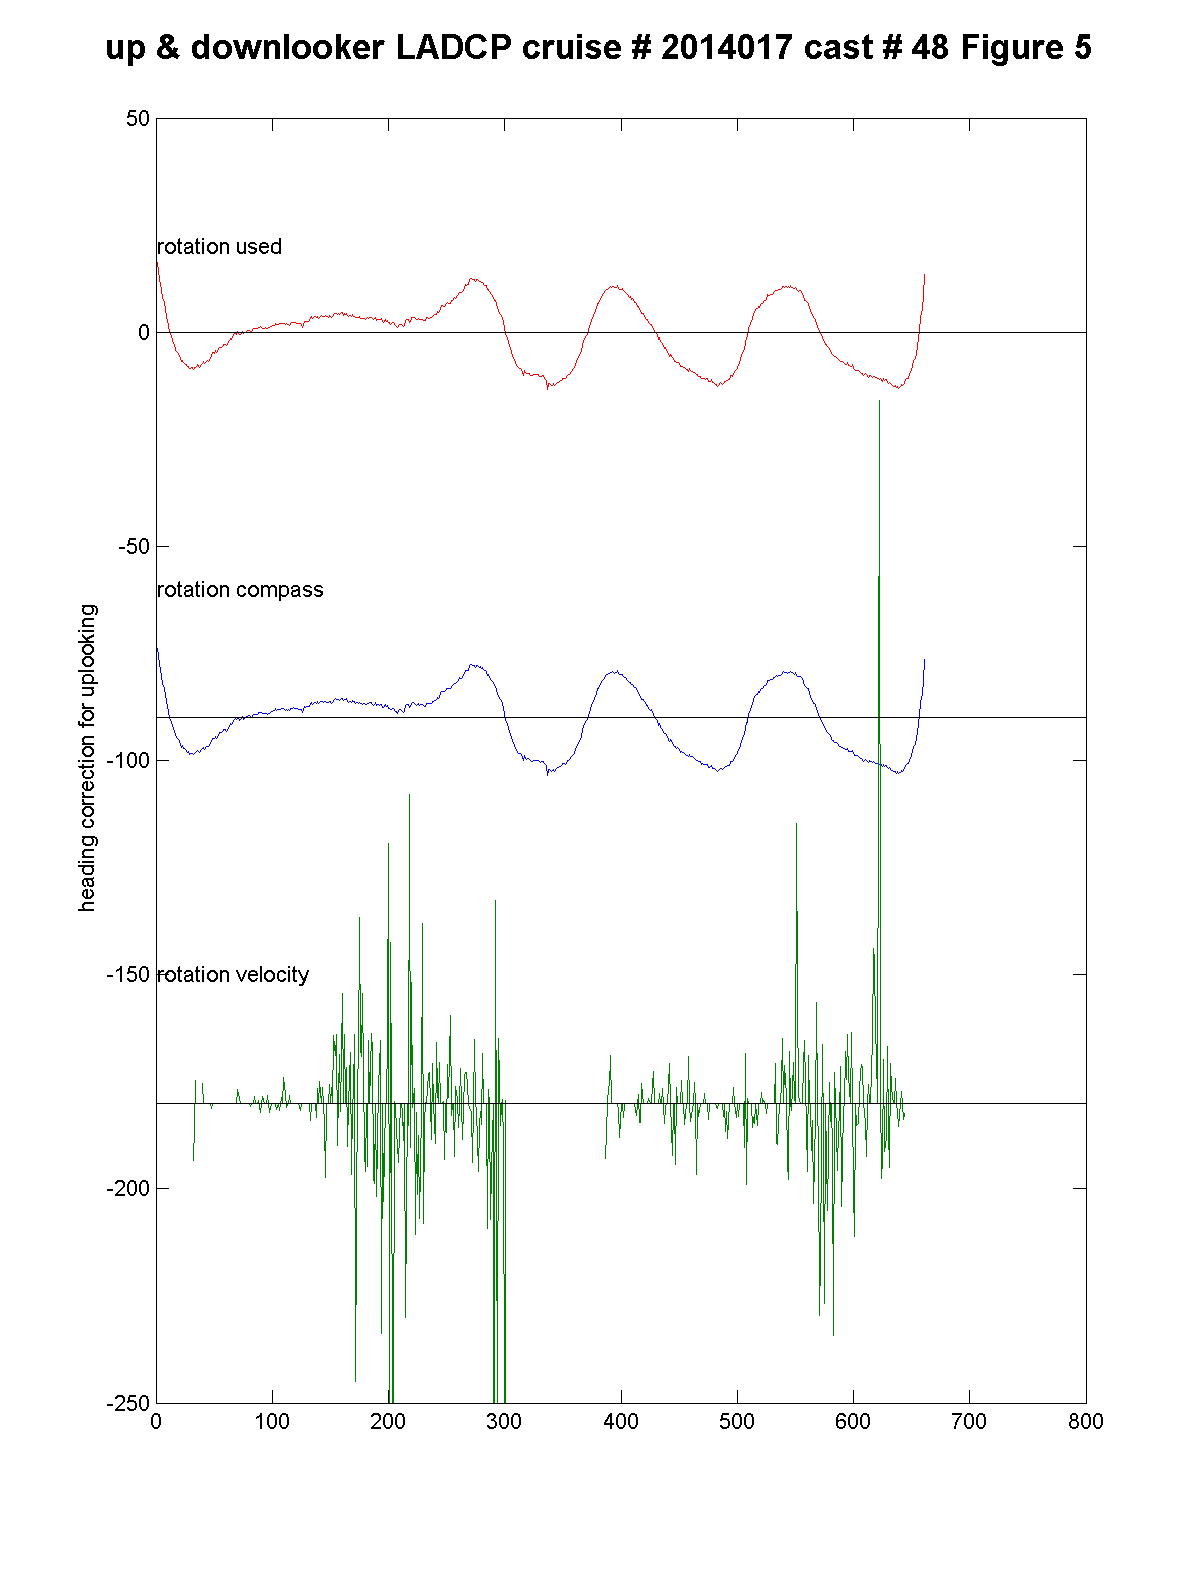 up & downlooker LADCP cruise # 2014017 cast # 48 Figure 5
50
rotation used
0
-50
rotation compass
heading correction for uplooking
-100
-150
rotation velocity
-200
-250
0 100 200 300 400 500 600 700 800